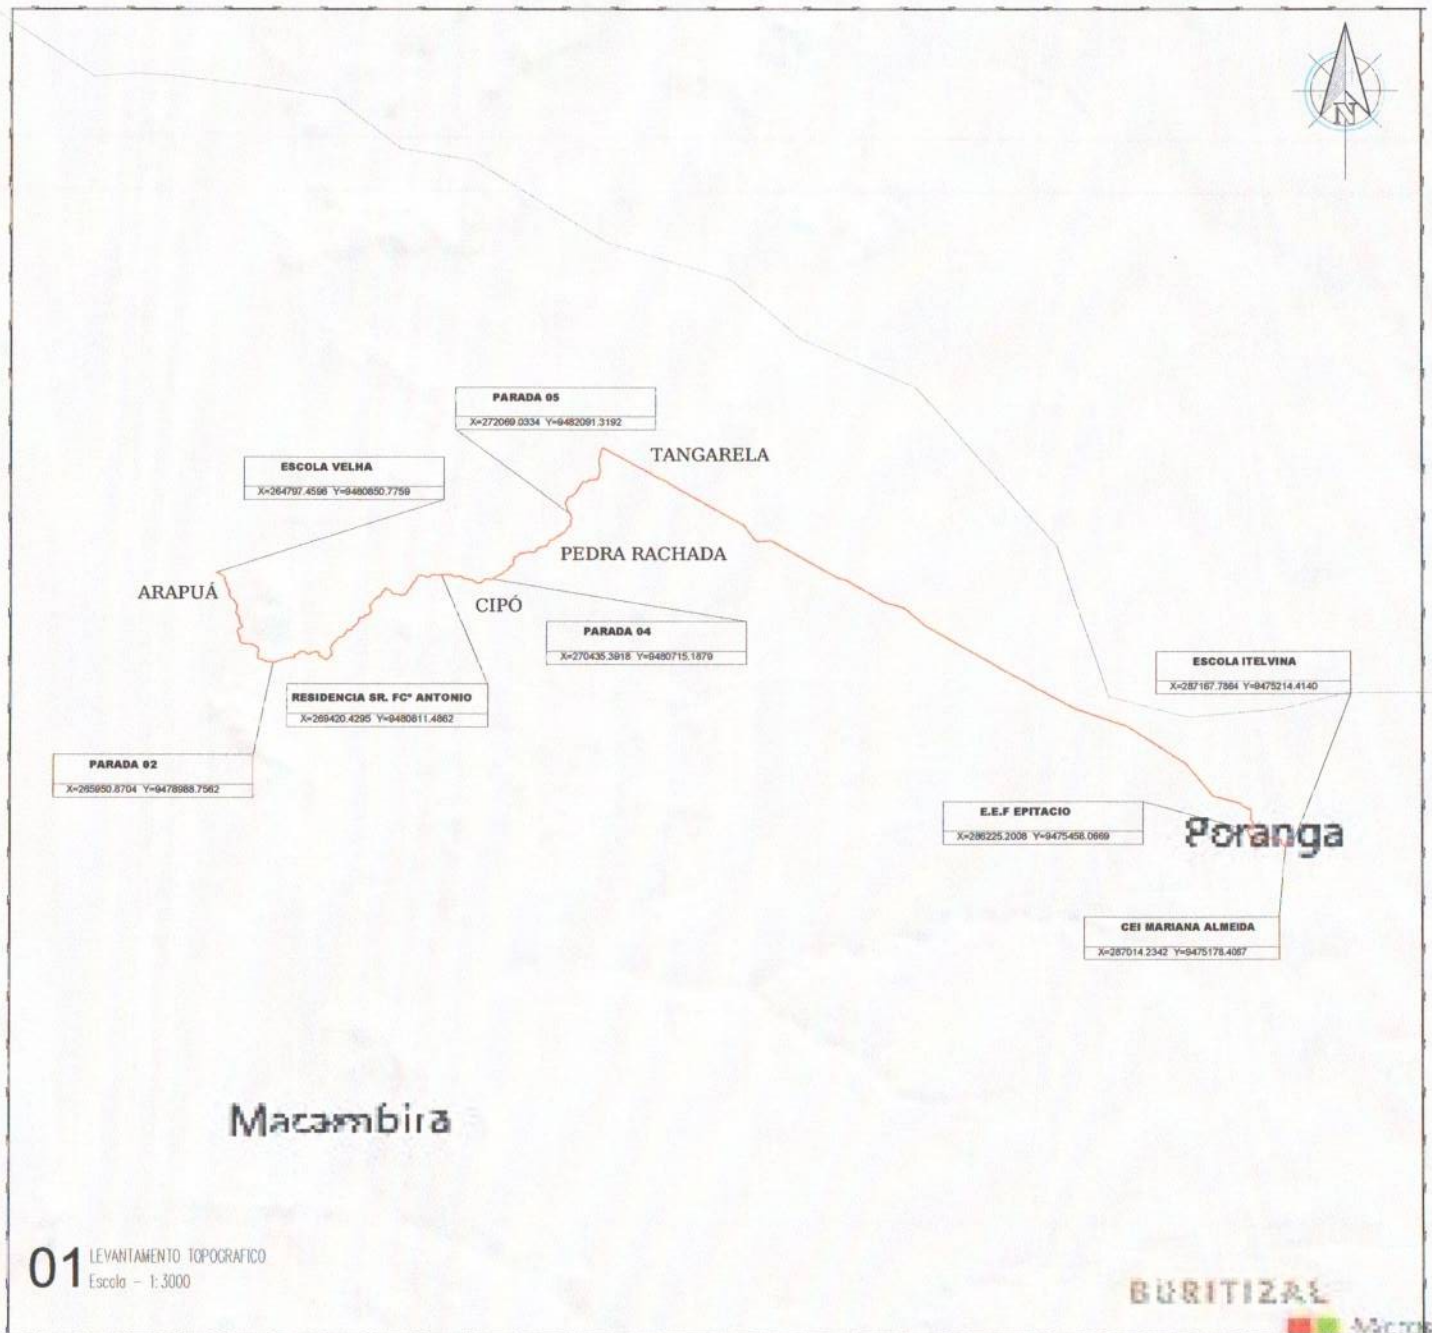 N
PARADA 05
X=272069.0334 Y=9482091.3192
TANGARELA
ESCOLA VELHA
X=264797.4598 Y=9480850.7759
PEDRA RACHADA
ARAPUÁ
CIPÓ
PARADA 04
X=270435.3918 Y=9480715.1879
ESCOLA ITELVINA
X=287167.7864 Y=9475214.4140
RESIDENCIA SR. FCº ANTONIO
X=269420.4295 Y=9480811.4862
PARADA 02
X=265950.8704 Y=9478988.7562
E.E.F EPITACIO
X=286225.2008 Y=9475458.0669
Poranga
CEI MARIANA ALMEIDA
X=287014.2342 Y=9475178.4087
Macambira
01 LEVANTAMENTO TOPOGRAFICO
Escala - 1:3000
BURITIZAL